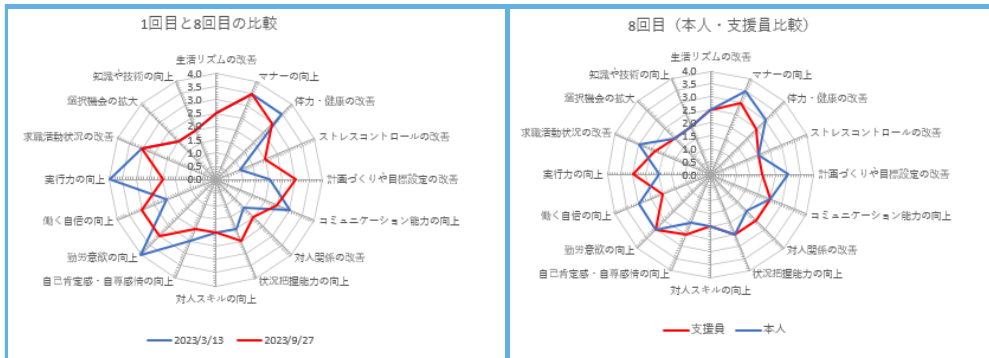 1回目と8回目の比較
生活リズムの改善
マナーの向上
体力・健康の改善
ストレスコントロールの改善
計画づくりや目標設定の改善
コミュニケーション能力の向上
対人関係の改善
状況把握能力の向上
対人スキルの向上
自己肯定感・自尊感情の向上
勤労意欲の向上
働く自信の向上
実行力の向上
求職活動状況の改善
選択機会の拡大
知識や技術の向上
4.0
3.5
3.0
2.5
2.0
1.5
1.0
0.5
0.0
2023/3/13
2023/9/27
8回目（本人・支援員比較）
生活リズムの改善
マナーの向上
体力・健康の改善
ストレスコントロールの改善
計画づくりや目標設定の改善
コミュニケーション能力の向上
対人関係の改善
状況把握能力の向上
対人スキルの向上
自己肯定感・自尊感情の向上
勤労意欲の向上
働く自信の向上
実行力の向上
求職活動状況の改善
選択機会の拡大
知識や技術の向上
4.0
3.5
3.0
2.5
2.0
1.5
1.0
0.5
0.0
支援員
本人